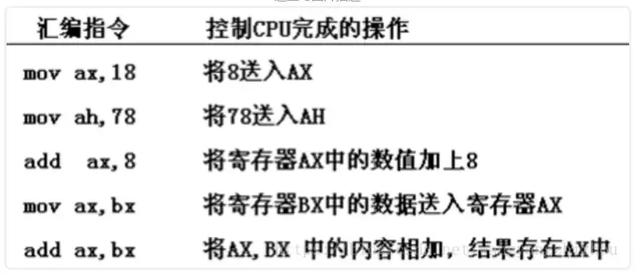 汇编指令 控制CPU完成的操作
mov ax,18 将8送入AX
mov ah,78 将78送入AH
add ax,8 将寄存器AX中的数值加上8
mov ax,bx 将寄存器BX中的数据送入寄存器AX
add ax,bx 将AX,BX 中的内容相加，结果存在AX中